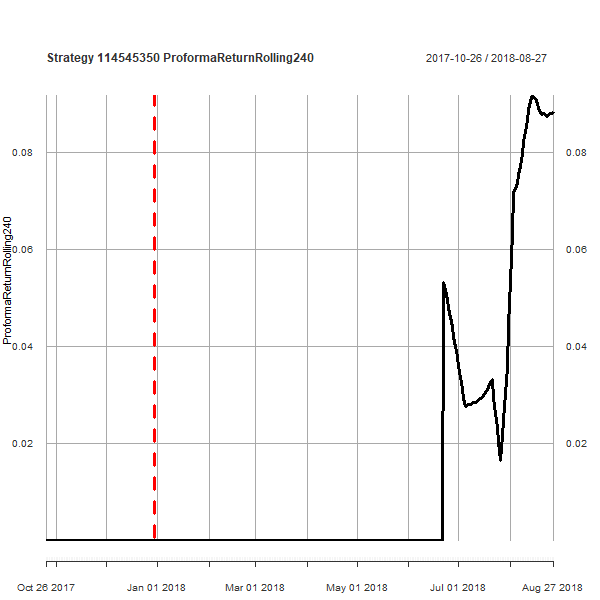 Strategy 114545350 ProformaReturnRolling240
2017-10-26 / 2018-08-27
ProformaReturnRolling240
0.08
0.06
0.04
0.02
0.08
0.06
0.04
0.02
Oct 26 2017
Jan 01 2018
Mar 01 2018
May 01 2018
Jul 01 2018
Aug 27 2018